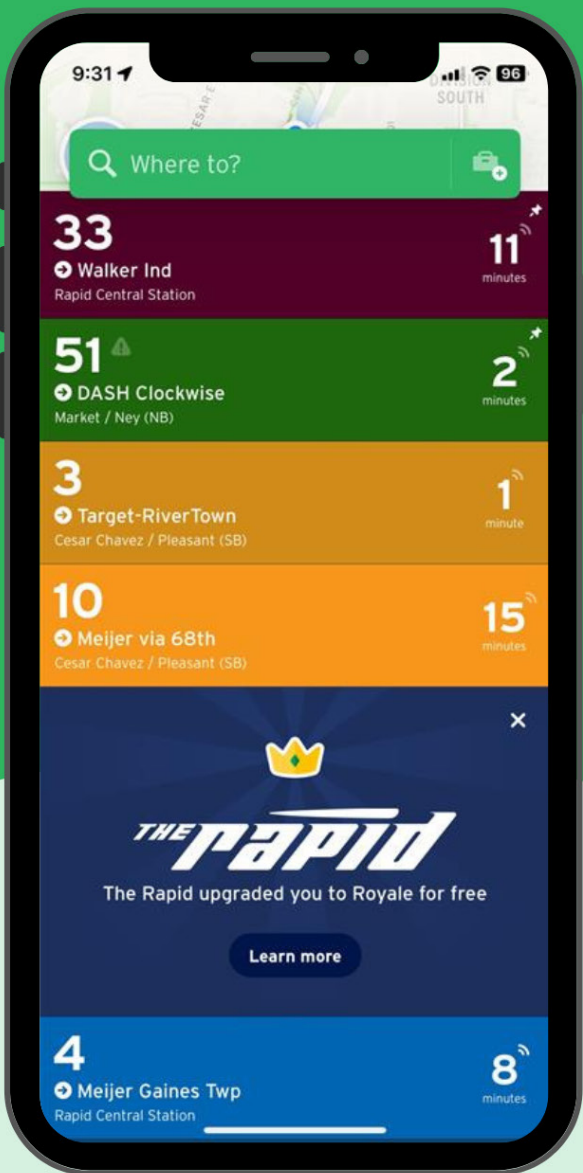 9:31
96
DIVISION
SOUTH
Where to?
33
Walker Ind
Rapid Central Station
11
minutes
51
DASH Clockwise
Market / Ney (NB)
2
minutes
3
Target-RiverTown
Cesar Chavez / Pleasant (SB)
1
minute
10
Meijer via 68th
Cesar Chavez / Pleasant (SB)
15
minutes
THE rapid
The Rapid upgraded you to Royale for free
Learn more
4
Meijer Gaines Twp
Rapid Central Station
8
minutes